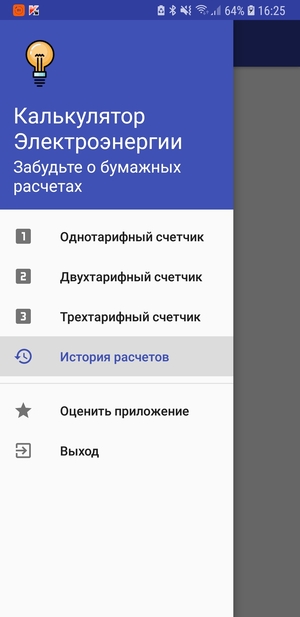 64% 16:25
Калькулятор
Электроэнергии
Забудьте о бумажных
расчетах
1 Однотарифный счетчик
2 Двухтарифный счетчик
3 Трехтарифный счетчик
История расчетов
Оценить приложение
Выход